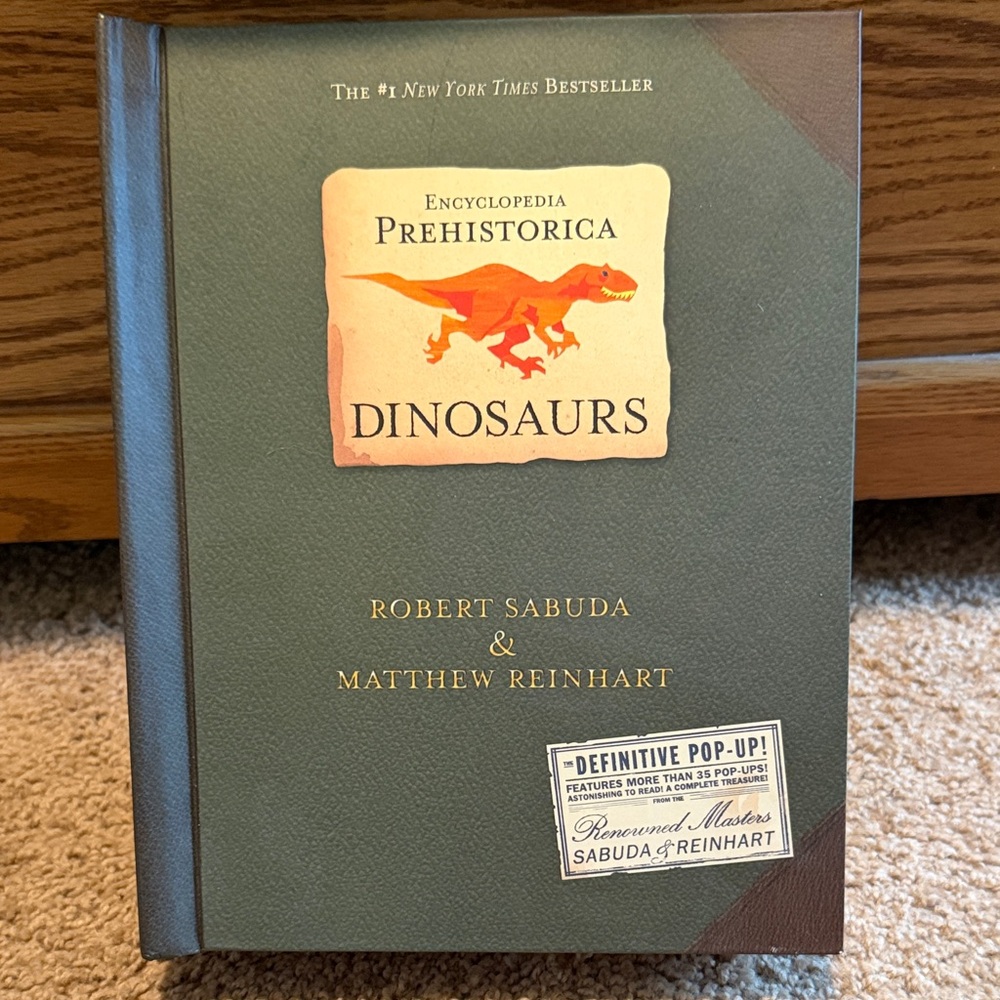 THE #1 NEW YORK TIMES BESTSELLER
ENCYCLOPEDIA
PREHISTORICA
DINOSAURS
ROBERT SABUDA
&
MATTHEW REINHART
THE DEFINITIVE POP-UP!
FEATURES MORE THAN 35 POP-UPS!
ASTONISHING TO READ! A COMPLETE TREASURE!
FROM THE
Renowned Masters
SABUDA & REINHART